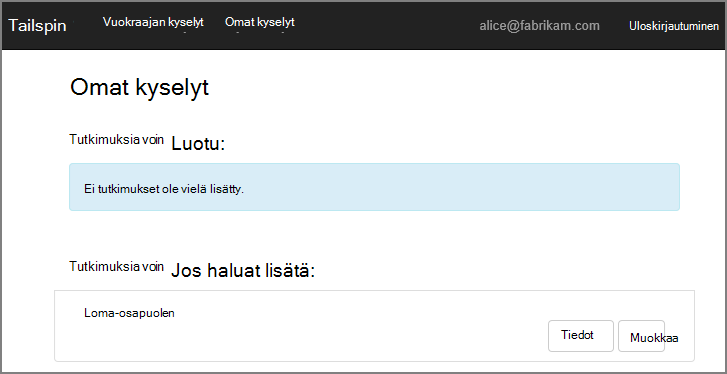 Tailspin Vuokraajan kyselyt Omat kyselyt alice@fabrikam.com Uloskirjautuminen
Omat kyselyt
Tutkimuksia voin Luotu:
Ei tutkimukset ole vielä lisätty.
Tutkimuksia voin Jos haluat lisätä:
Loma-osapuolen
Tiedot Muokkaa